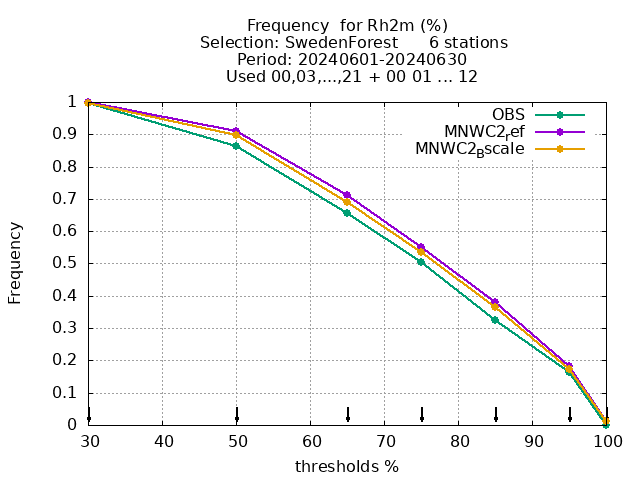 Frequency  for Rh2m (%)
Selection: SwedenForest      6 stations
Period: 20240601-20240630
Used 00,03,...,21 + 00 01 ... 12
OBS
MNWC2ref
MNWC2Bscale
1
0.9
0.8
0.7
0.6
0.5
0.4
0.3
0.2
0.1
0
Frequency
30 40 50 60 70 80 90 100
thresholds %